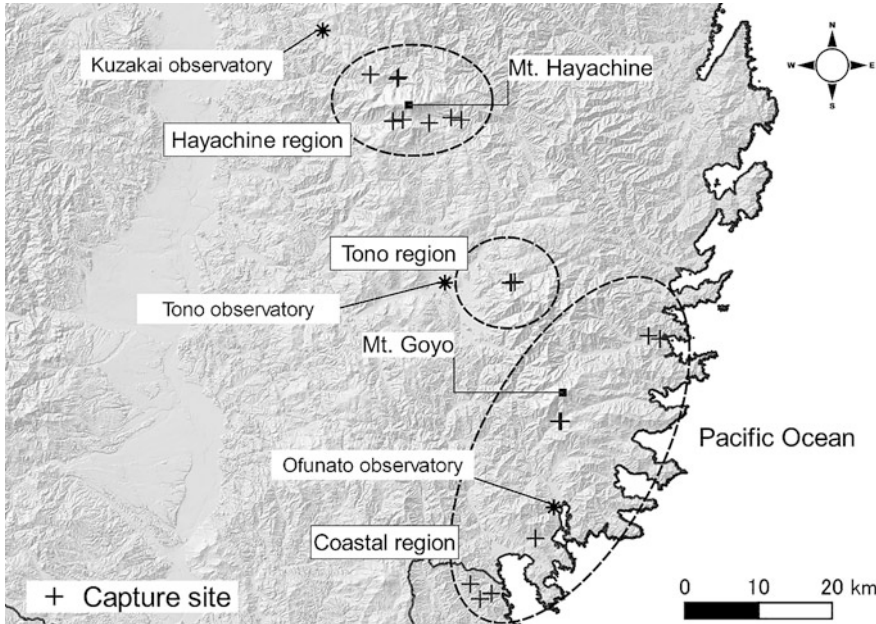 N
W E
S
Kuzakai observatory
Mt. Hayachine
Hayachine region
Tono region
Tono observatory
Mt. Goyo
Pacific Ocean
Ofunato observatory
Coastal region
Capture site
0 10 20 km